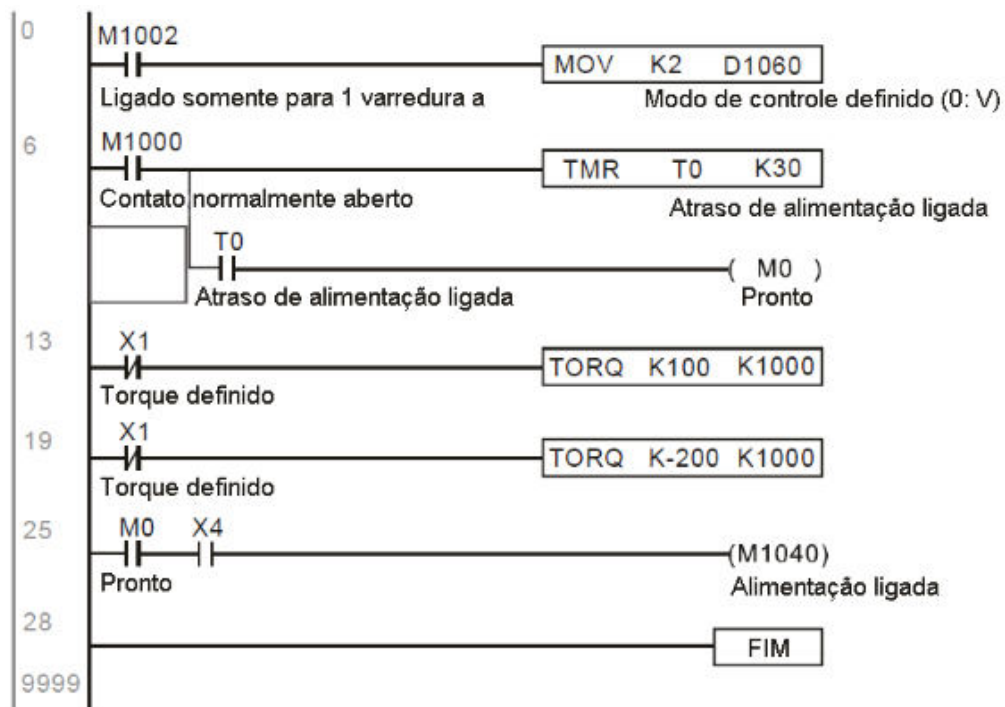 0
M1002
MOV K2 D1060
Ligado somente para 1 varredura a
Modo de controle definido (0: V)
6
M1000
TMR T0 K30
Contato normalmente aberto
Atraso de alimentação ligada
T0
( M0 )
Atraso de alimentação ligada
Pronto
13
X1
TORQ K100 K1000
Torque definido
19
X1
TORQ K-200 K1000
Torque definido
25
M0 X4
(M1040)
Pronto
Alimentação ligada
28
FIM
9999